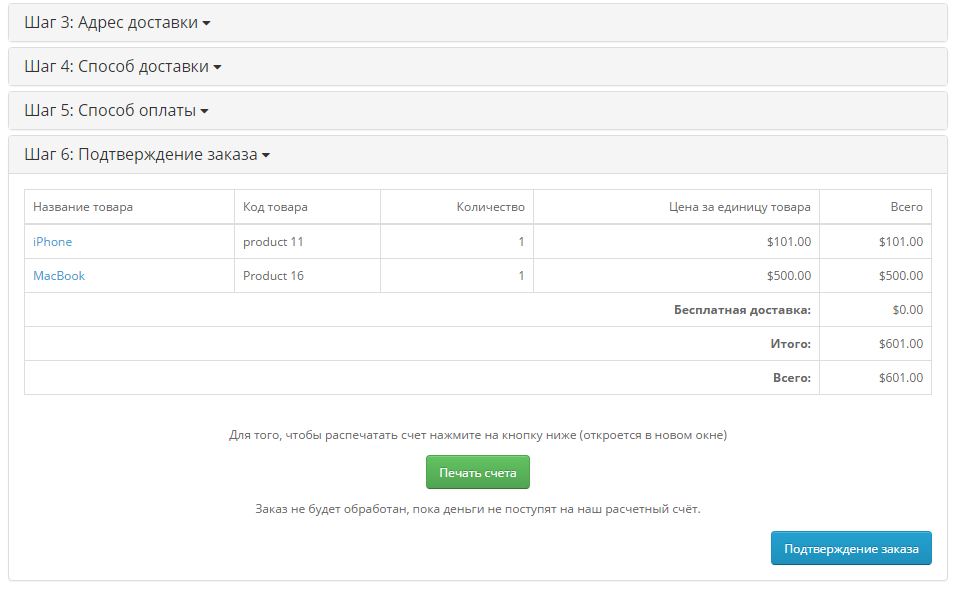 Шаг 3: Адрес доставки
Шаг 4: Способ доставки
Шаг 5: Способ оплаты
Шаг 6: Подтверждение заказа
Название товара Код товара Количество Цена за единицу товара Всего
iPhone product 11 1 $101.00 $101.00
MacBook Product 16 1 $500.00 $500.00
Бесплатная доставка: $0.00
Итого: $601.00
Всего: $601.00
Для того, чтобы распечатать счет нажмите на кнопку ниже (откроется в новом окне)
Печать счета
Заказ не будет обработан, пока деньги не поступят на наш расчетный счёт.
Подтверждение заказа